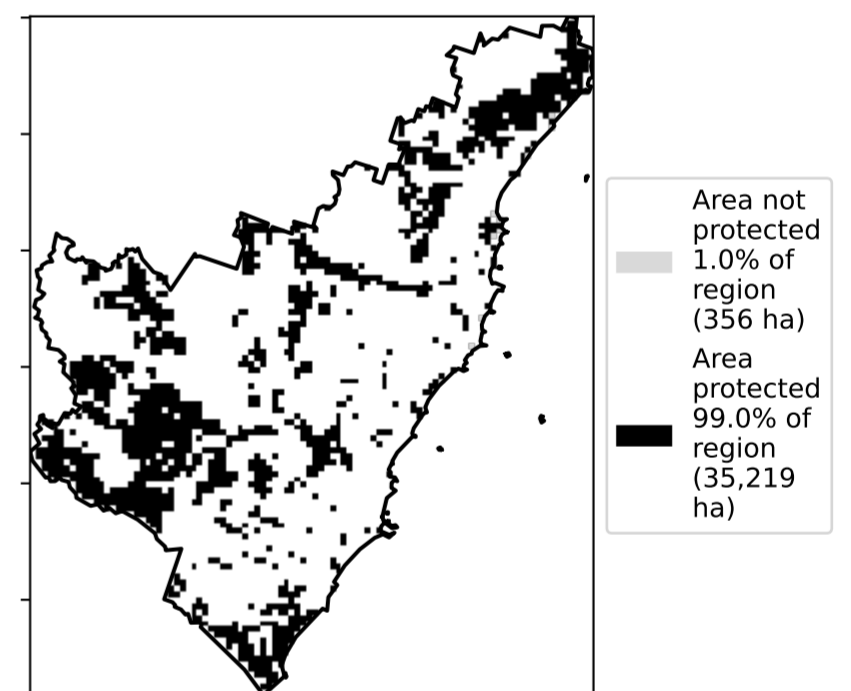 Area not
protected
1.0% of
region
(356 ha)
Area
protected
99.0% of
region
(35,219
ha)